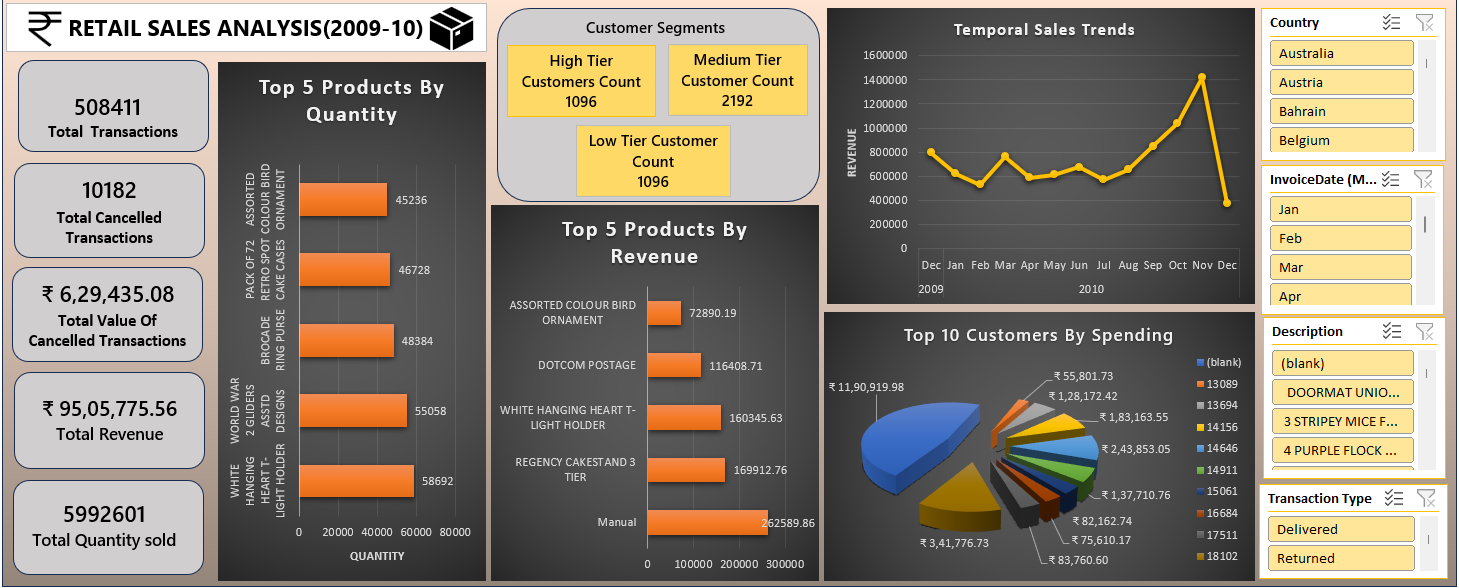 ₹ RETAIL SALES ANALYSIS(2009-10)
508411
Total Transactions
10182
Total Cancelled
Transactions
₹ 6,29,435.08
Total Value Of
Cancelled Transactions
₹ 95,05,775.56
Total Revenue
5992601
Total Quantity sold
Top 5 Products By
Quantity
ASSORTED
COLOUR BIRD
ORNAMENT
45236
PACK OF 72
RETRO SPOT
CAKE CASES
46728
BROCADE
RING PURSE
48384
WORLD WAR
2 GLIDERS
ASSTD
DESIGNS
55058
WHITE
HANGING
HEART T-
LIGHT HOLDER
58692
0 20000 40000 60000 80000
QUANTITY
Customer Segments
High Tier
Customers Count
1096
Medium Tier
Customer Count
2192
Low Tier Customer
Count
1096
Top 5 Products By
Revenue
ASSORTED COLOUR BIRD
ORNAMENT
72890.19
DOTCOM POSTAGE
116408.71
WHITE HANGING HEART T-
LIGHT HOLDER
160345.63
REGENCY CAKESTAND 3
TIER
169912.76
Manual
262589.86
0 100000 200000 300000
Temporal Sales Trends
REVENUE
1600000
1400000
1200000
1000000
800000
600000
400000
200000
0
Dec Jan Feb Mar Apr May Jun Jul Aug Sep Oct Nov Dec
2009 2010
Top 10 Customers By Spending
₹ 11,90,919.98
₹ 55,801.73
₹ 1,28,172.42
₹ 1,83,163.55
₹ 2,43,853.05
₹ 1,37,710.76
₹ 82,162.74
₹ 75,610.17
₹ 83,760.60
₹ 3,41,776.73
(blank)
13089
13694
14156
14646
14911
15061
16684
17511
18102
Country
Australia
Austria
Bahrain
Belgium
InvoiceDate (M...
Jan
Feb
Mar
Apr
Description
(blank)
DOORMAT UNIO...
3 STRIPEY MICE F...
4 PURPLE FLOCK ...
Transaction Type
Delivered
Returned